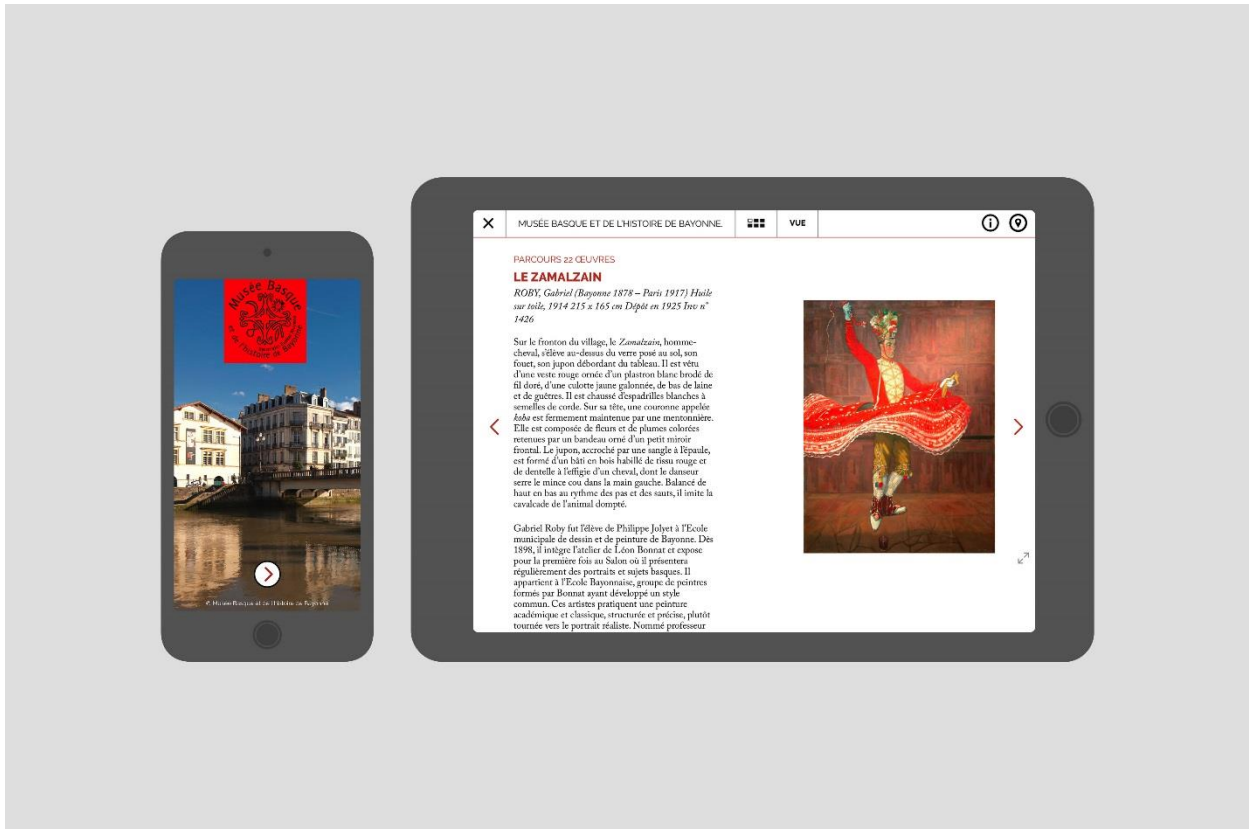 Musée Basque
et de l'histoire de Bayonne
© Musée Basque et de l'Histoire de Bayonne
MUSÉE BASQUE ET DE L'HISTOIRE DE BAYONNE.
VUE
PARCOURS 22 ŒUVRES
LE ZAMALZAIN
ROBY, Gabriel (Bayonne 1878 – Paris 1917) Huile
sur toile, 1914 215 x 165 cm Dépôt en 1925 Inv n°
1426
Sur le fronton du village, le Zamalzain, homme-
cheval, s'élève au-dessus du verre posé au sol, son
fouet, son jupon débordant du tableau. Il est vêtu
d'une veste rouge ornée d'un plastron blanc brodé de
fil doré, d'une culotte jaune galonnée, de bas de laine
et de guêtres. Il est chaussé d'espadrilles blanches à
semelles de corde. Sur sa tête, une couronne appelée
koba est fermement maintenue par une mentonnière.
Elle est composée de fleurs et de plumes colorées
retenues par un bandeau orné d'un petit miroir
frontal. Le jupon, accroché par une sangle à l'épaule,
est formé d'un bâti en bois habillé de tissu rouge et
de dentelle à l'effigie d'un cheval, dont le danseur
serre le mince cou dans la main gauche. Balancé de
haut en bas au rythme des pas et des sauts, il imite la
cavalcade de l'animal dompté.
Gabriel Roby fut l'élève de Philippe Jolyet à l'Ecole
municipale de dessin et de peinture de Bayonne. Dès
1898, il intègre l'atelier de Léon Bonnat et expose
pour la première fois au Salon où il présentera
régulièrement des portraits et sujets basques. Il
appartient à l'Ecole Bayonnaise, groupe de peintres
formés par Bonnat ayant développé un style
commun. Ces artistes pratiquent une peinture
académique et classique, structurée et précise, plutôt
tournée vers le portrait réaliste. Nommé professeur